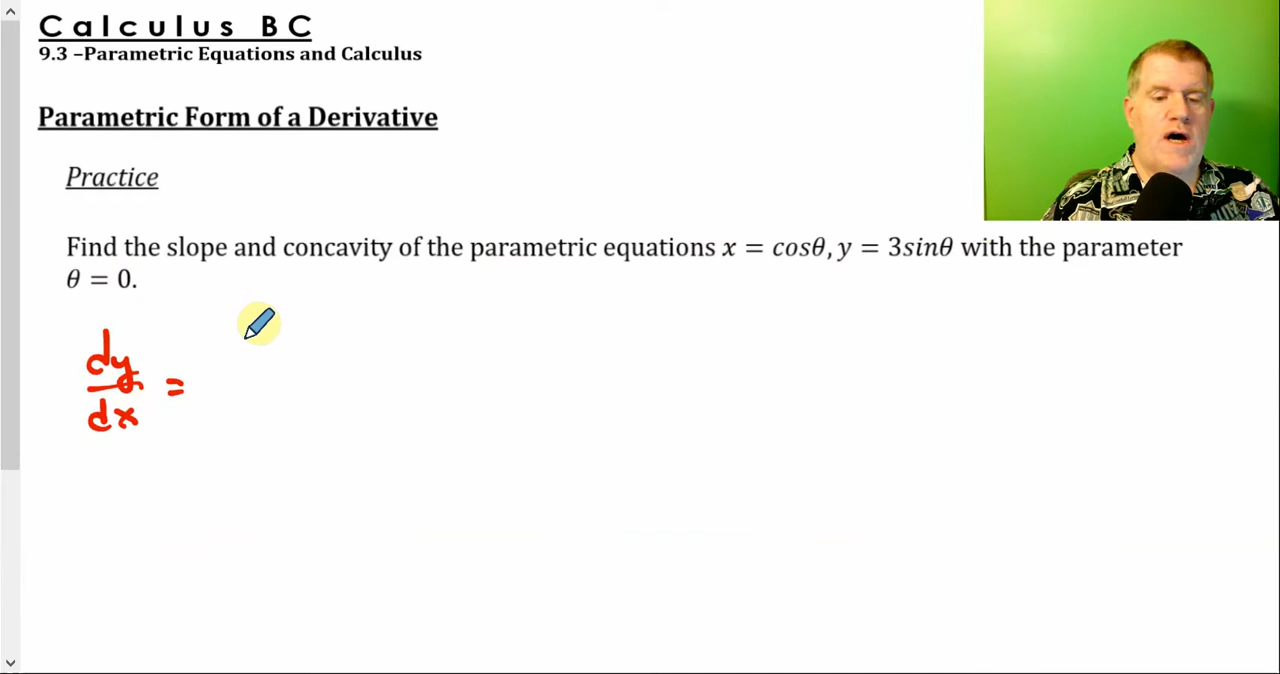 Calculus BC
9.3 –Parametric Equations and Calculus
Parametric Form of a Derivative
Practice
Find the slope and concavity of the parametric equations x = cosθ, y = 3sinθ with the parameter
θ = 0.
dy
dx =